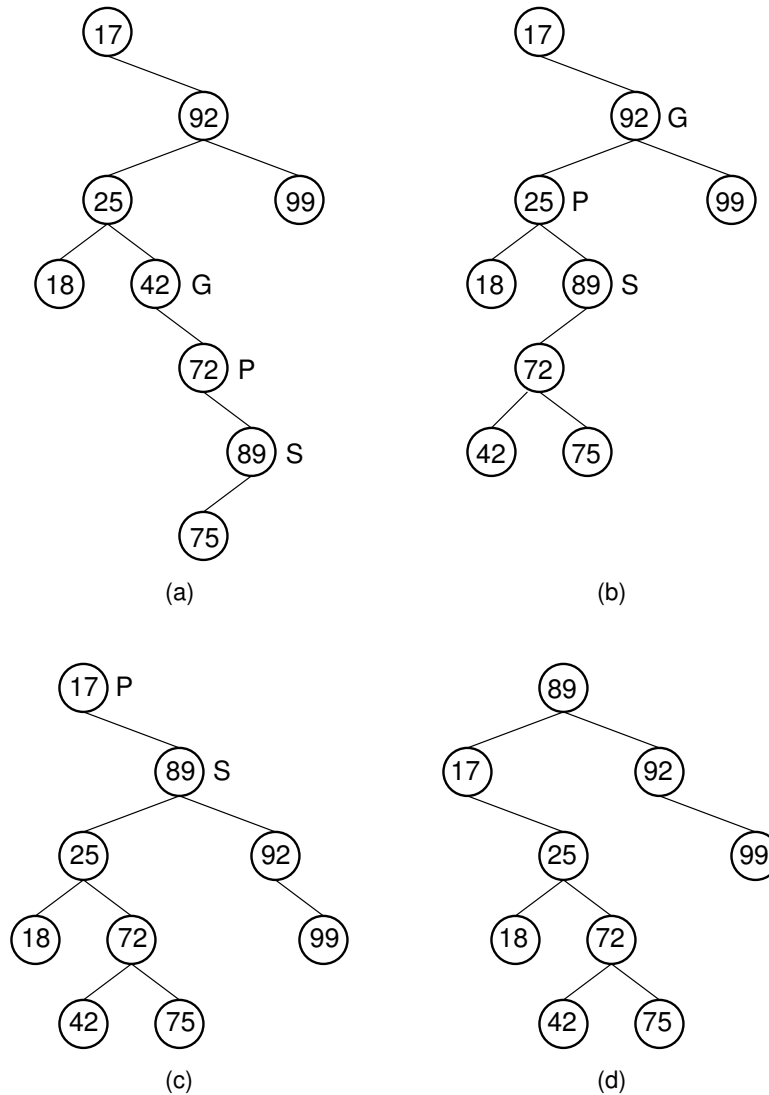 17 17
92 92 G
25 99 25 P 99
18 42 G 18 89 S
72 P 72
89 S 42 75
75
(a) (b)
17 P 89
89 S 17 92
25 92 25 99
18 72 99 18 72
42 75 42 75
(c) (d)